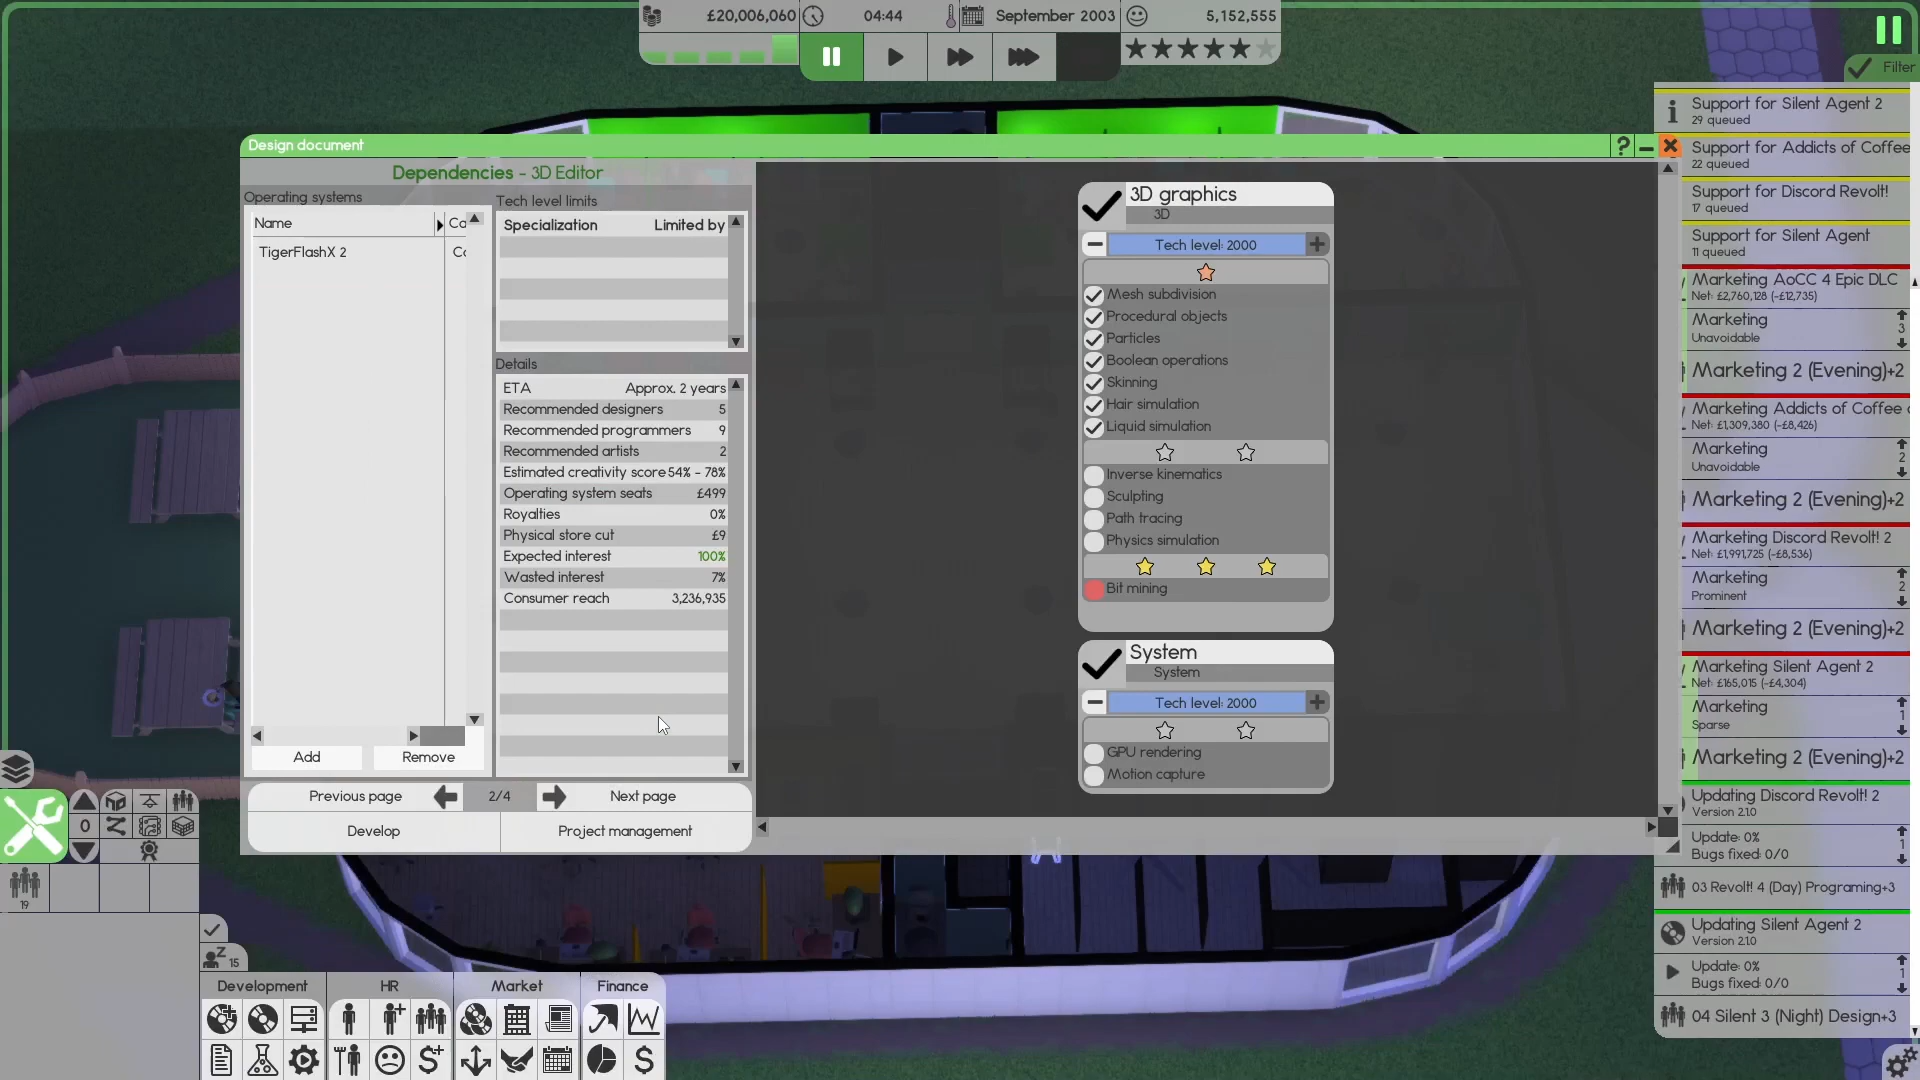 £20,006,060
04:44
September 2003
5,152,555
Filter
Design document
?
Dependencies - 3D Editor
Operating systems
Name
Co
TigerFlashX 2
Add
Remove
Tech level limits
Specialization Limited by
Details
ETA Approx. 2 years
Recommended designers 5
Recommended programmers 9
Recommended artists 2
Estimated creativity score 54% - 78%
Operating system seats £499
Royalties 0%
Physical store cut £9
Expected interest 100%
Wasted interest 7%
Consumer reach 3,236,935
Previous page 2/4 Next page
Develop Project management
3D graphics
3D
Tech level: 2000
Mesh subdivision
Procedural objects
Particles
Boolean operations
Skinning
Hair simulation
Liquid simulation
Inverse kinematics
Sculpting
Path tracing
Physics simulation
Bit mining
System
System
Tech level: 2000
GPU rendering
Motion capture
Support for Silent Agent 2
29 queued
Support for Addicts of Coffee
22 queued
Support for Discord Revolt!
17 queued
Support for Silent Agent
11 queued
Marketing AoCC 4 Epic DLC
Net: £2,760,128 (-£12,735)
Marketing
Unavoidable
3
Marketing 2 (Evening)+2
Marketing Addicts of Coffee
Net: £1,309,380 (-£8,426)
Marketing
Unavoidable
2
Marketing 2 (Evening)+2
Marketing Discord Revolt! 2
Net: £1,991,725 (-£8,536)
Marketing
Prominent
2
Marketing 2 (Evening)+2
Marketing Silent Agent 2
Net: £165,015 (-£4,304)
Marketing
Sparse
1
Marketing 2 (Evening)+2
Updating Discord Revolt! 2
Version 2.1.0
Update: 0%
Bugs fixed: 0/0
1
03 Revolt! 4 (Day) Programing+3
Updating Silent Agent 2
Version 2.1.0
Update: 0%
Bugs fixed: 0/0
1
04 Silent 3 (Night) Design+3
0
19
Z
15
Development HR Market Finance